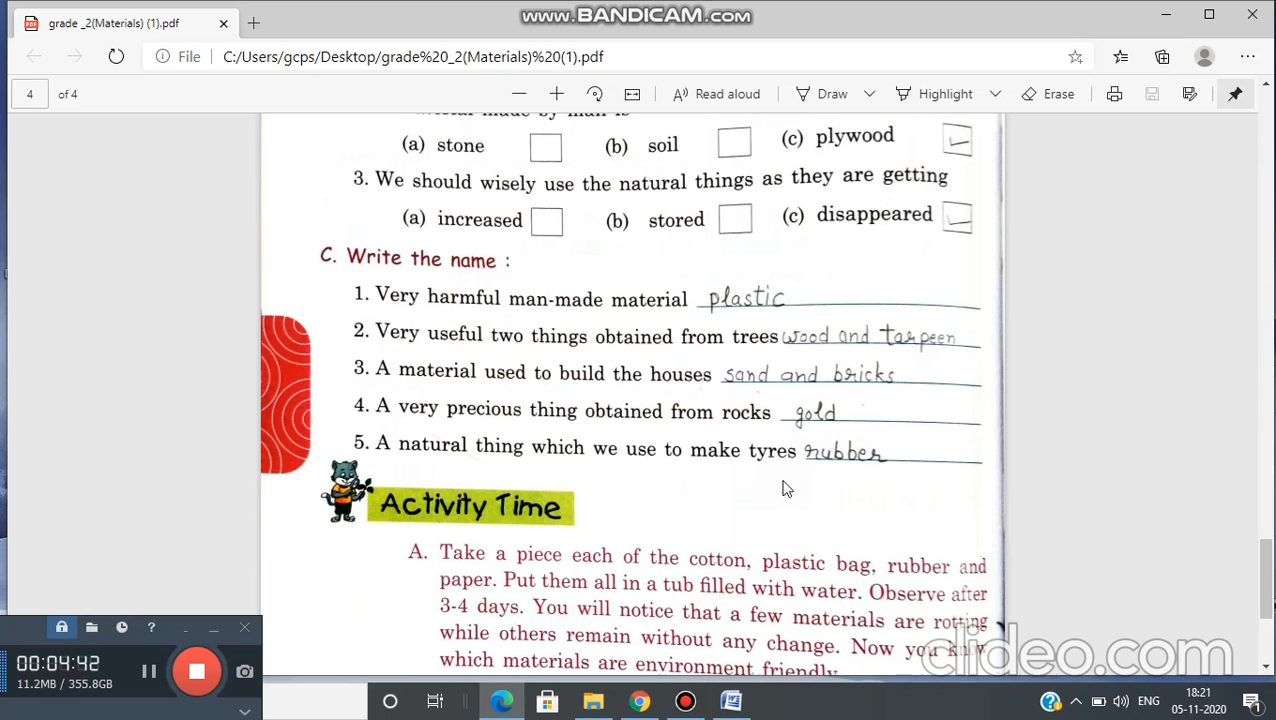 www.BANDICAM.com
grade _2(Materials) (1).pdf
File C:/Users/gcps/Desktop/grade%20_2(Materials)%20(1).pdf
4 of 4 Read aloud Draw Highlight Erase
made by man is
(a) stone (b) soil (c) plywood
3. We should wisely use the natural things as they are getting
(a) increased (b) stored (c) disappeared
C. Write the name :
1. Very harmful man-made material plastic
2. Very useful two things obtained from trees wood and tarpeen
3. A material used to build the houses sand and bricks
4. A very precious thing obtained from rocks gold
5. A natural thing which we use to make tyres rubber
Activity Time
A. Take a piece each of the cotton, plastic bag, rubber and
paper. Put them all in a tub filled with water. Observe after
3-4 days. You will notice that a few materials are rotting
while others remain without any change. Now you know
which materials are environment friendly.
clideo.com
00:04:42
11.2MB / 355.8GB
ENG
18:21
05-11-2020